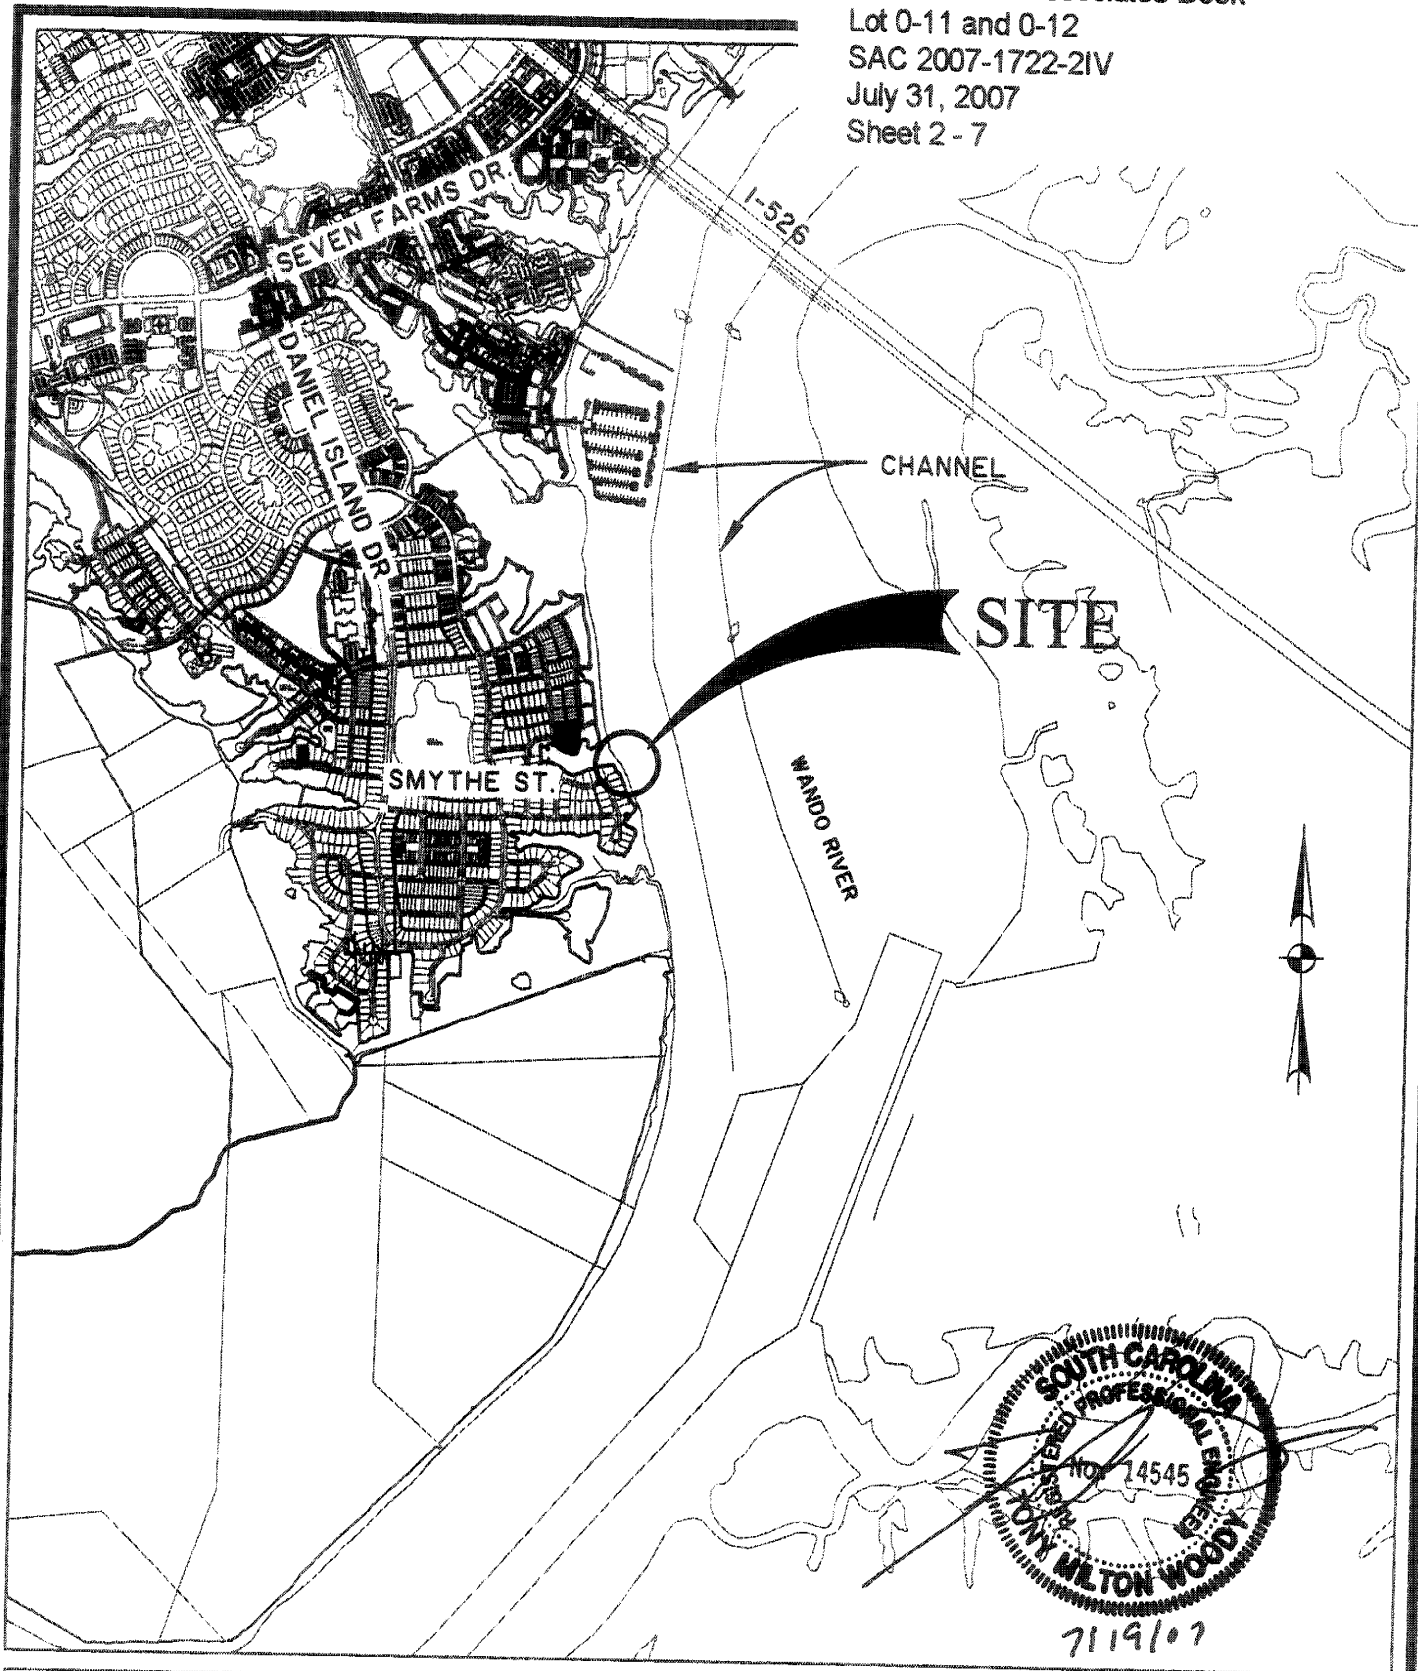 Lot 0-11 and 0-12
SAC 2007-1722-2IV
July 31, 2007
Sheet 2 - 7
I-526
SEVEN FARMS DR.
DANIEL ISLAND DR
CHANNEL
SITE
SMYTHE ST.
WANDO RIVER
SOUTH CAROLINA
REGISTERED PROFESSIONAL ENGINEER
No. 14545
TONY MILTON WOODY
7/19/07